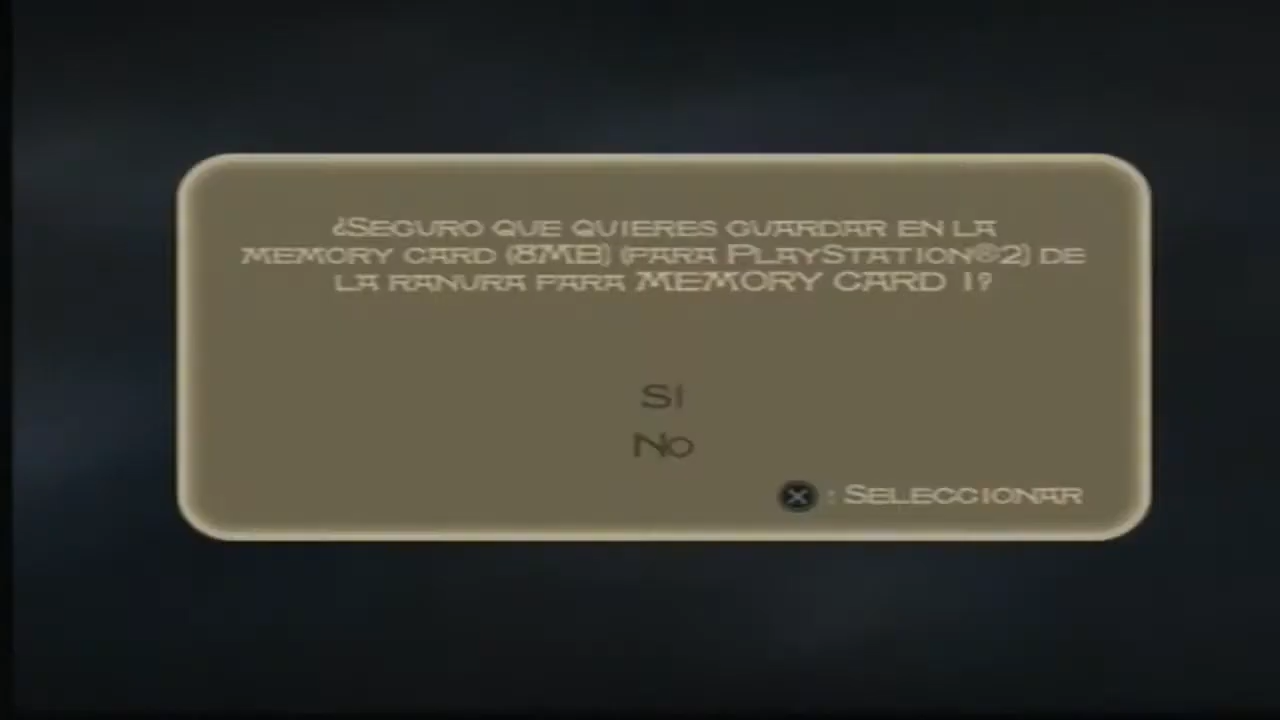 ¿Seguro que quieres guardar en la
memory card (8MB) (para PlayStation®2) de
la ranura para MEMORY CARD 1?
Sí
No
: Seleccionar